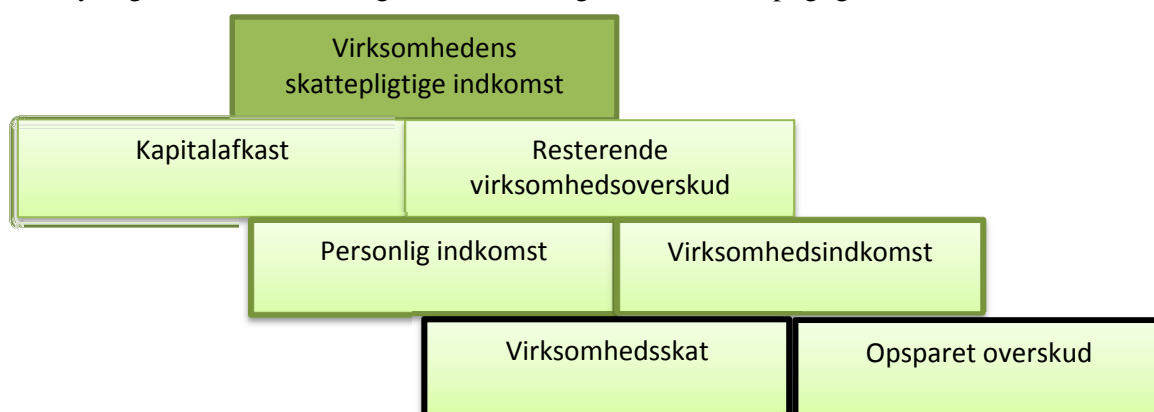 Virksomhedens
skattepligtige indkomst
Kapitalafkast
Resterende
virksomhedsoverskud
Personlig indkomst
Virksomhedsindkomst
Virksomhedsskat
Opsparet overskud